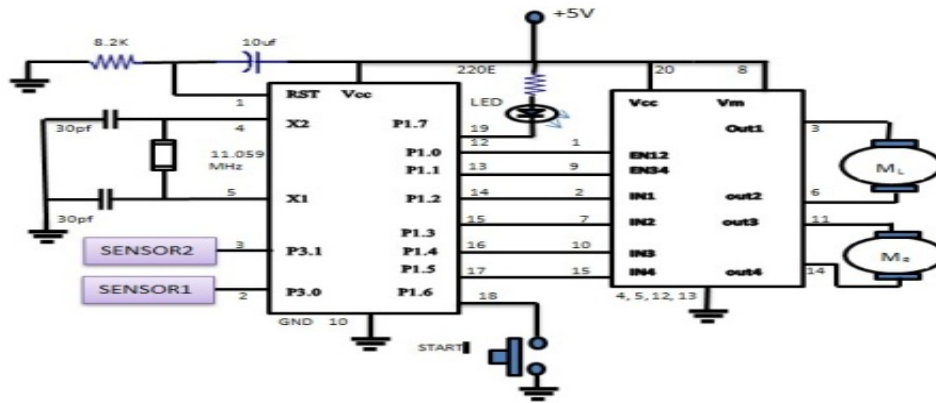 +5V
8.2K
10uf
220E
20
8
1
RST
Vcc
LED
Vcc
Vm
30pf
4
X2
P1.7
19
Out1
3
12
1
P1.0
EN12
11.059
MHz
P1.1
13
9
EN34
ML
5
X1
P1.2
14
2
IN1
out2
6
30pf
15
7
IN2
out3
11
P1.3
SENSOR2
3
P3.1
P1.4
16
10
IN3
MR
P1.5
17
15
IN4
out4
14
SENSOR1
2
P3.0
P1.6
18
4, 5, 12, 13
GND
10
START